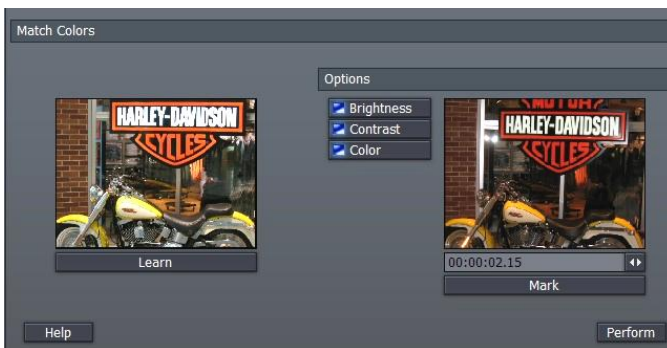 Match Colors
Options
HARLEY-DAVIDSON
CYCLES
Learn
Brightness
Contrast
Color
MOTOR
HARLEY-DAVIDSON
CYCLES
00:00:02.15
Mark
Help
Perform